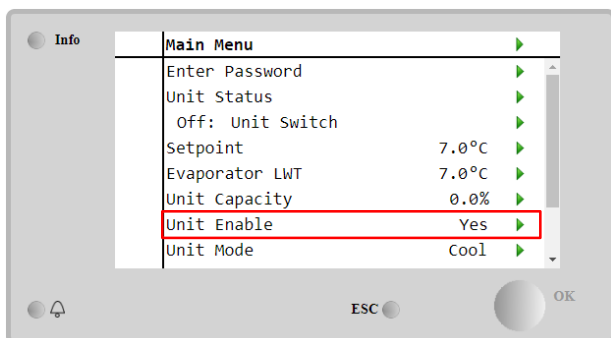 Info
Main Menu
Enter Password
Unit Status
Off: Unit Switch
Setpoint 7.0°C
Evaporator LWT 7.0°C
Unit Capacity 0.0%
Unit Enable Yes
Unit Mode Cool
ESC
OK